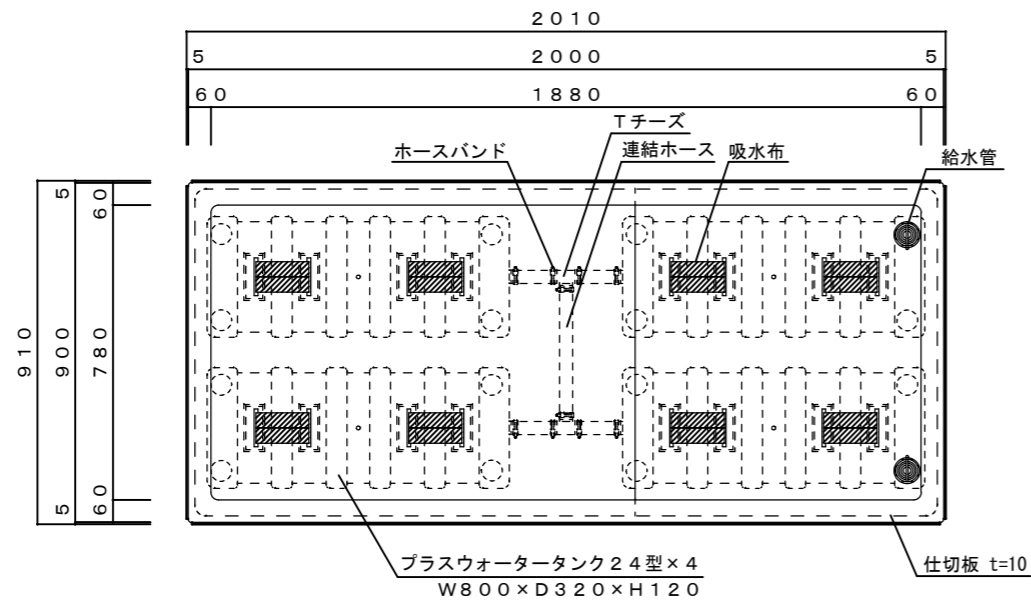 ２０１０
５ ２０００ ５
６０ １８８０ ６０
Ｔチーズ
ホースバンド 連結ホース 吸水布 給水管
９１０
５ ９００ ５
６０ ７８０ ６０
プラスウォータータンク２４型×４
Ｗ８００×Ｄ３２０×Ｈ１２０
仕切板 t=10